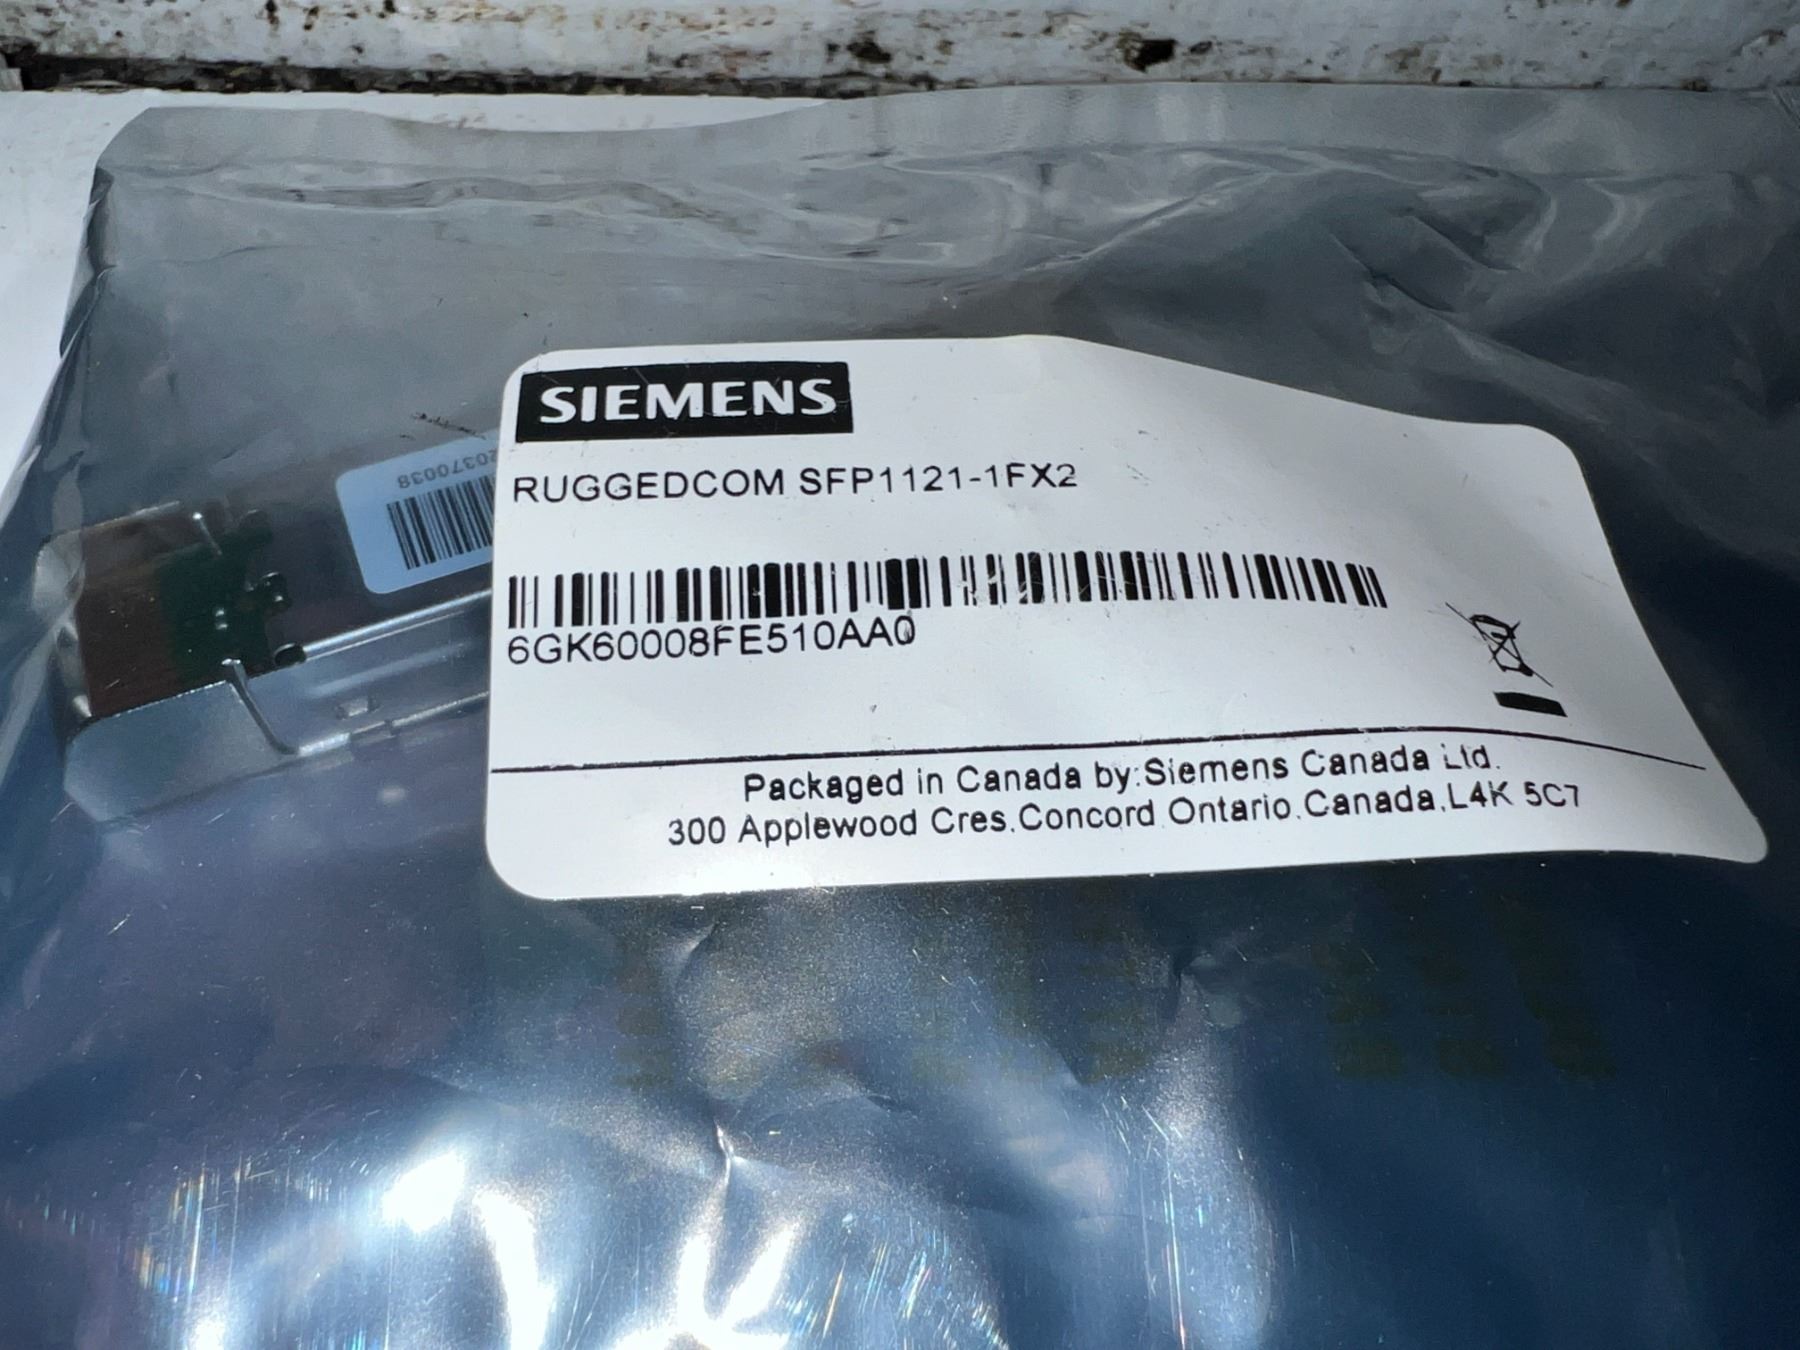 SIEMENS
20370038
RUGGEDCOM SFP1121-1FX2
6GK60008FE510AA0
Packaged in Canada by:Siemens Canada Ltd.
300 Applewood Cres.Concord Ontario.Canada,L4K 5C7